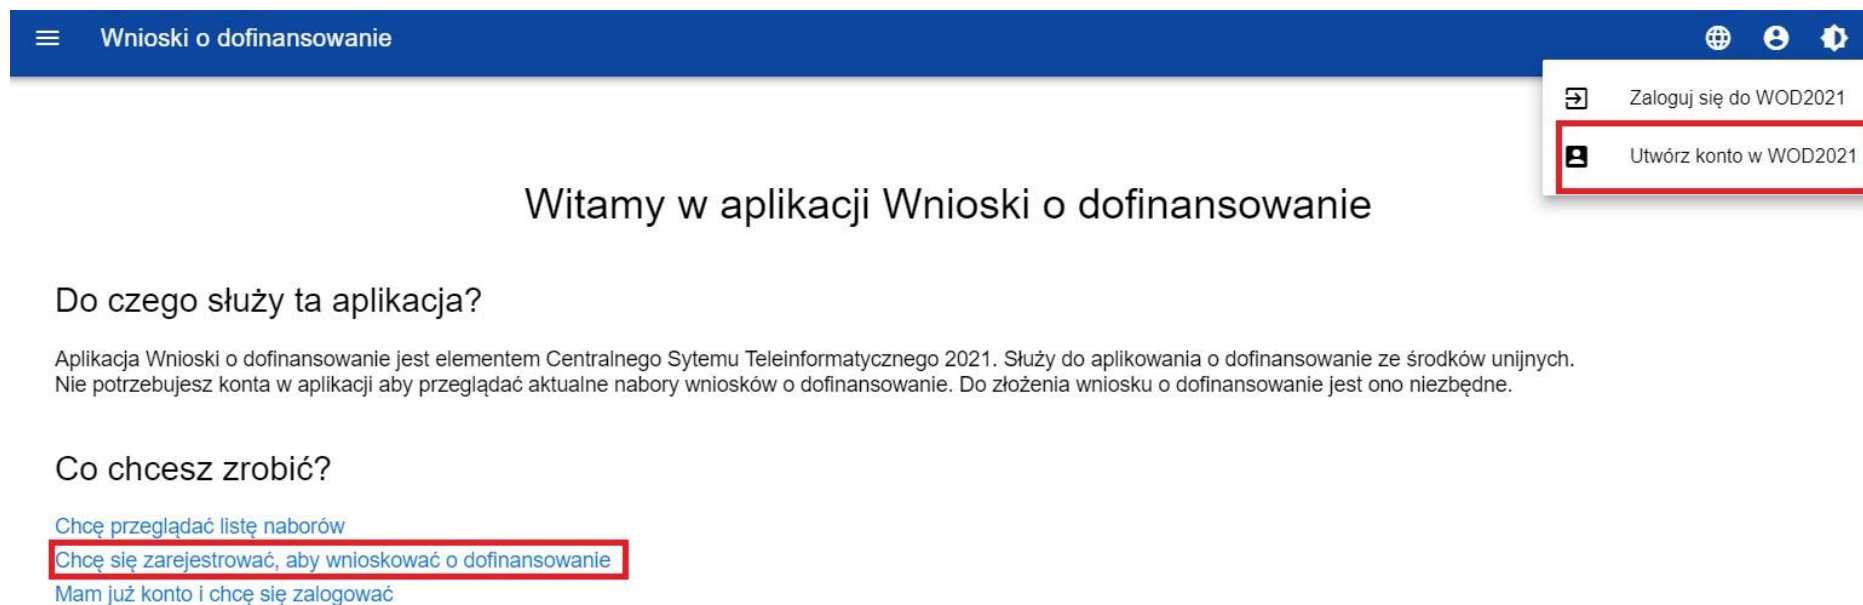 Wnioski o dofinansowanie
Zaloguj się do WOD2021
Utwórz konto w WOD2021
Witamy w aplikacji Wnioski o dofinansowanie
Do czego służy ta aplikacja?
Aplikacja Wnioski o dofinansowanie jest elementem Centralnego Sytemu Teleinformatycznego 2021. Służy do aplikowania o dofinansowanie ze środków unijnych.
Nie potrzebujesz konta w aplikacji aby przeglądać aktualne nabory wniosków o dofinansowanie. Do złożenia wniosku o dofinansowanie jest ono niezbędne.
Co chcesz zrobić?
Chcę przeglądać listę naborów
Chcę się zarejestrować, aby wnioskować o dofinansowanie
Mam już konto i chcę się zalogować